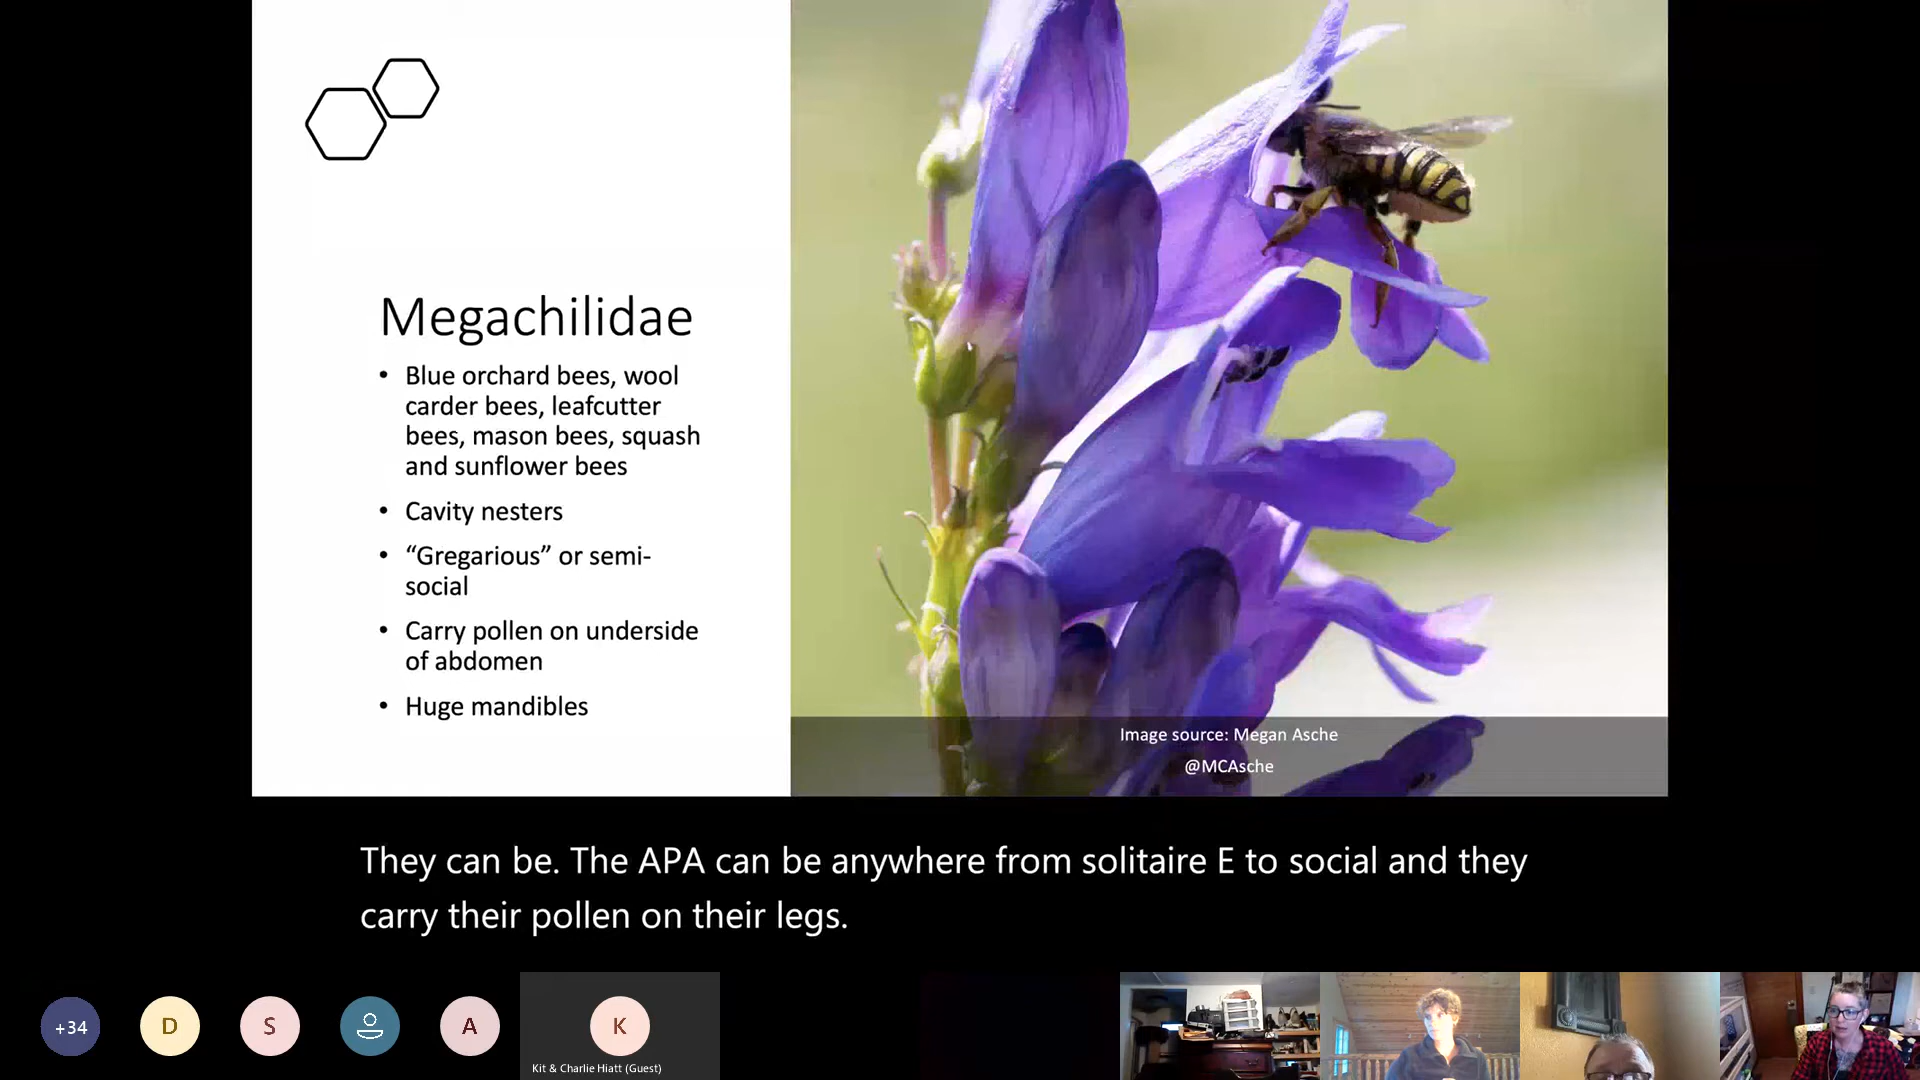 Megachilidae
• Blue orchard bees, wool
carder bees, leafcutter
bees, mason bees, squash
and sunflower bees
• Cavity nesters
• “Gregarious” or semi-
social
• Carry pollen on underside
of abdomen
• Huge mandibles
Image source: Megan Asche
@MCAsche
They can be. The APA can be anywhere from solitaire E to social and they
carry their pollen on their legs.
+34
D
S
A
K
Kit & Charlie Hiatt (Guest)